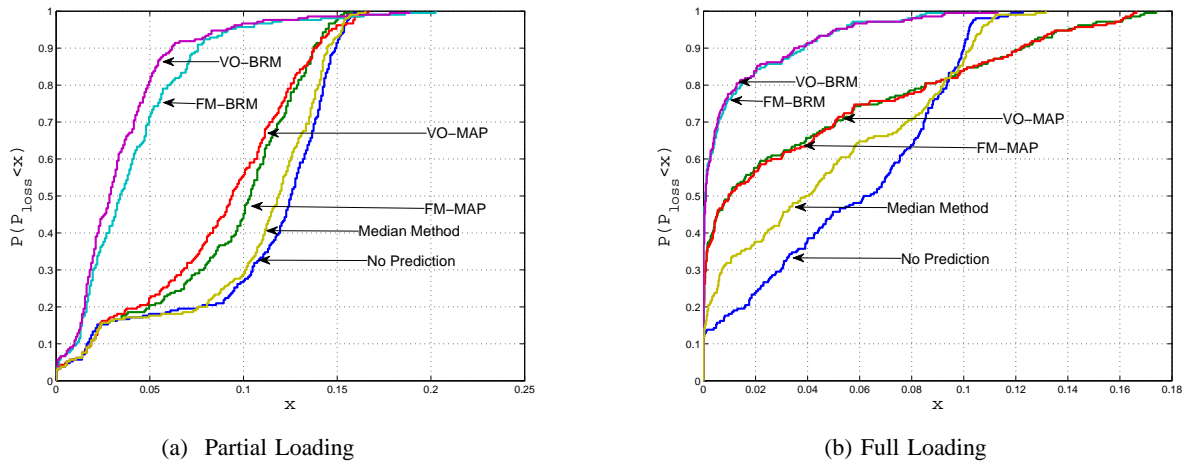 1
0.9
0.8
0.7
0.6
0.5
0.4
0.3
0.2
0.1
0
P(P_loss<x)
VO−BRM
FM−BRM
VO−MAP
FM−MAP
Median Method
No Prediction
0 0.05 0.1 0.15 0.2 0.25
x
(a) Partial Loading
1
0.9
0.8
0.7
0.6
0.5
0.4
0.3
0.2
0.1
0
P(P_loss<x)
VO−BRM
FM−BRM
VO−MAP
FM−MAP
Median Method
No Prediction
0 0.02 0.04 0.06 0.08 0.1 0.12 0.14 0.16 0.18
x
(b) Full Loading